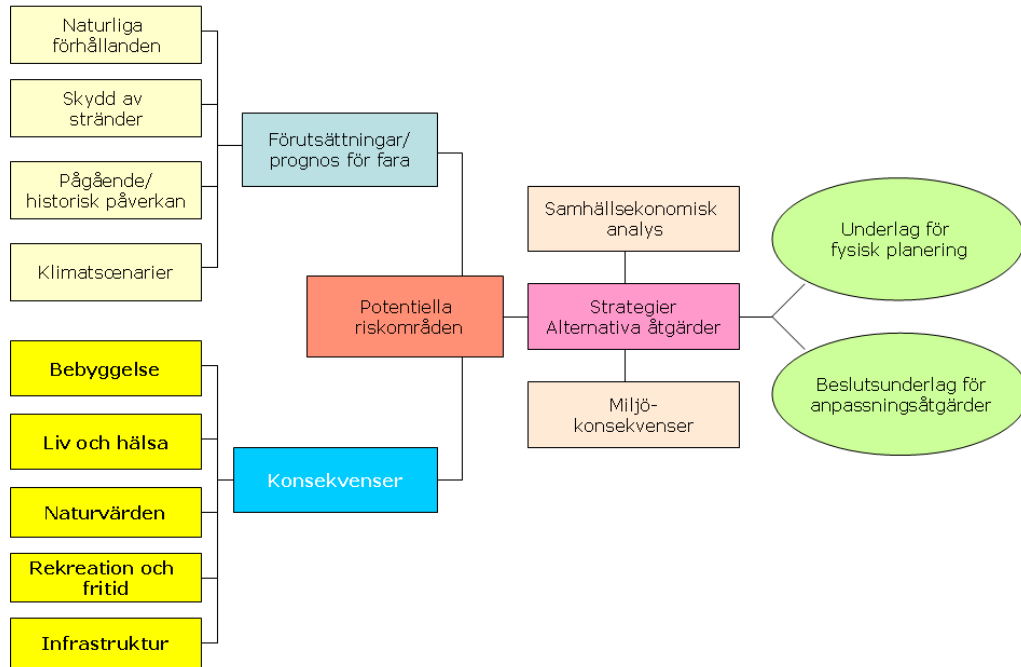 Naturliga
förhållanden
Skydd av
stränder
Pågående/
historisk påverkan
Klimatscenarier
Förutsättningar/
prognos för fara
Bebyggelse
Liv och hälsa
Naturvärden
Rekreation och
fritid
Infrastruktur
Konsekvenser
Potentiella
riskområden
Samhällsekonomisk
analys
Strategier
Alternativa åtgärder
Miljö-
konsekvenser
Underlag för
fysisk planering
Beslutsunderlag för
anpassningsåtgärder